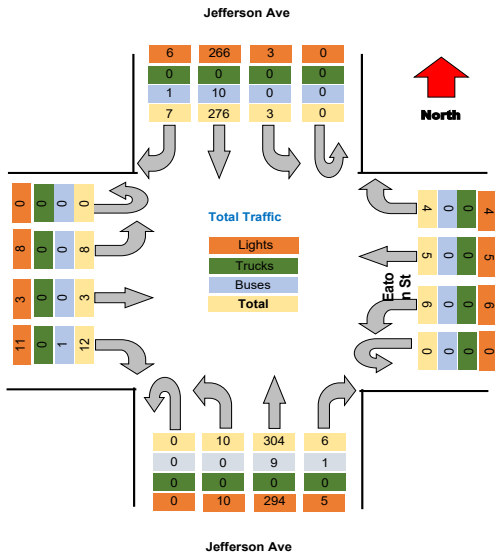 Jefferson Ave
6 266 3 0
0 0 0 0
1 10 0 0
7 276 3 0
North
0 0 0 0
8 0 0 8
3 0 0 3
11 0 1 12
Total Traffic
Lights
Trucks
Buses
Total
4 0 0 4
5 0 0 5
6 0 0 6
0 0 0 0
Eato
n St
0 10 304 6
0 0 9 1
0 0 0 0
0 10 294 5
Jefferson Ave